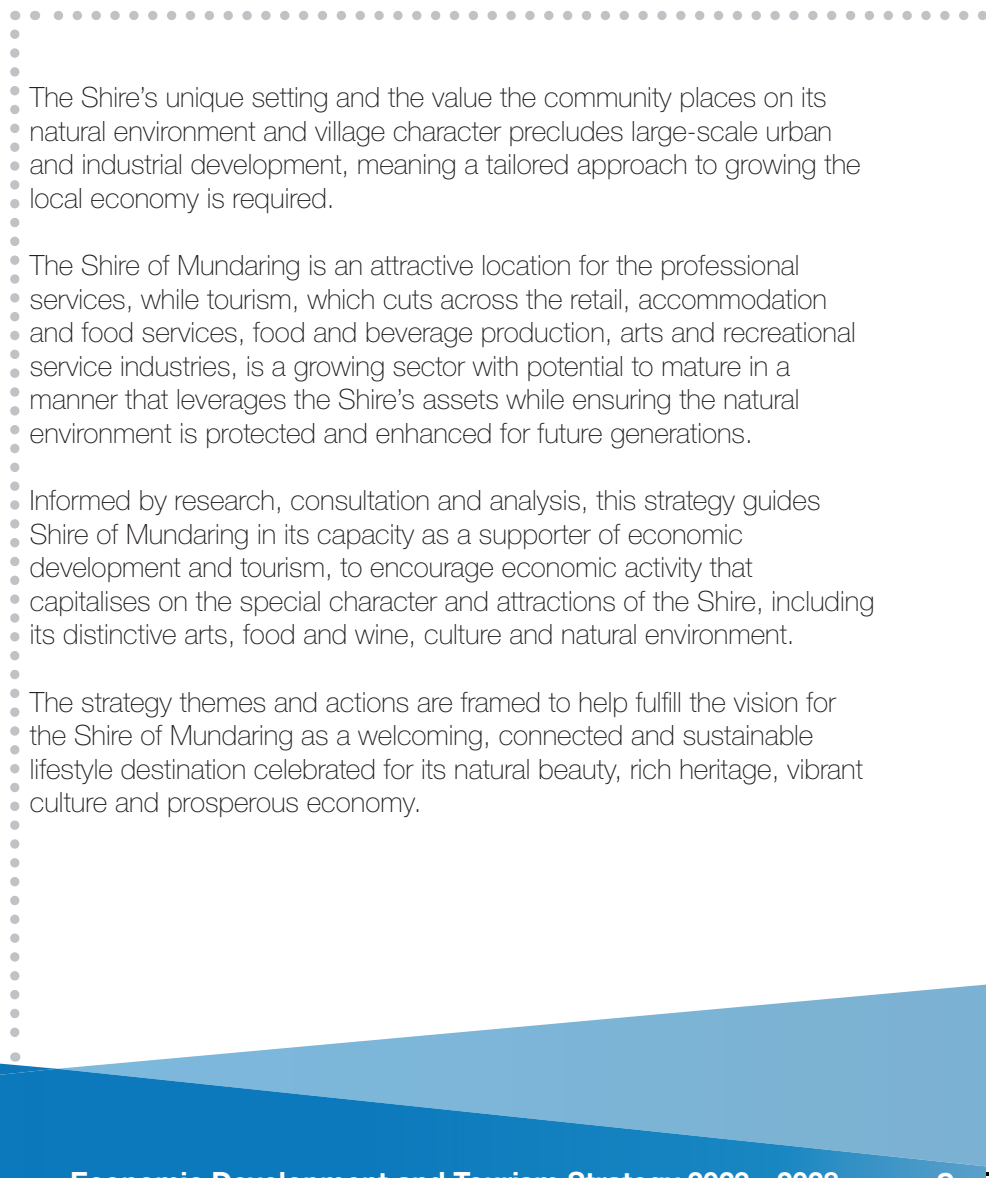 The Shire’s unique setting and the value the community places on its
natural environment and village character precludes large-scale urban
and industrial development, meaning a tailored approach to growing the
local economy is required.
The Shire of Mundaring is an attractive location for the professional
services, while tourism, which cuts across the retail, accommodation
and food services, food and beverage production, arts and recreational
service industries, is a growing sector with potential to mature in a
manner that leverages the Shire’s assets while ensuring the natural
environment is protected and enhanced for future generations.
Informed by research, consultation and analysis, this strategy guides
Shire of Mundaring in its capacity as a supporter of economic
development and tourism, to encourage economic activity that
capitalises on the special character and attractions of the Shire, including
its distinctive arts, food and wine, culture and natural environment.
The strategy themes and actions are framed to help fulfill the vision for
the Shire of Mundaring as a welcoming, connected and sustainable
lifestyle destination celebrated for its natural beauty, rich heritage, vibrant
culture and prosperous economy.
Economic Development and Tourism Strategy